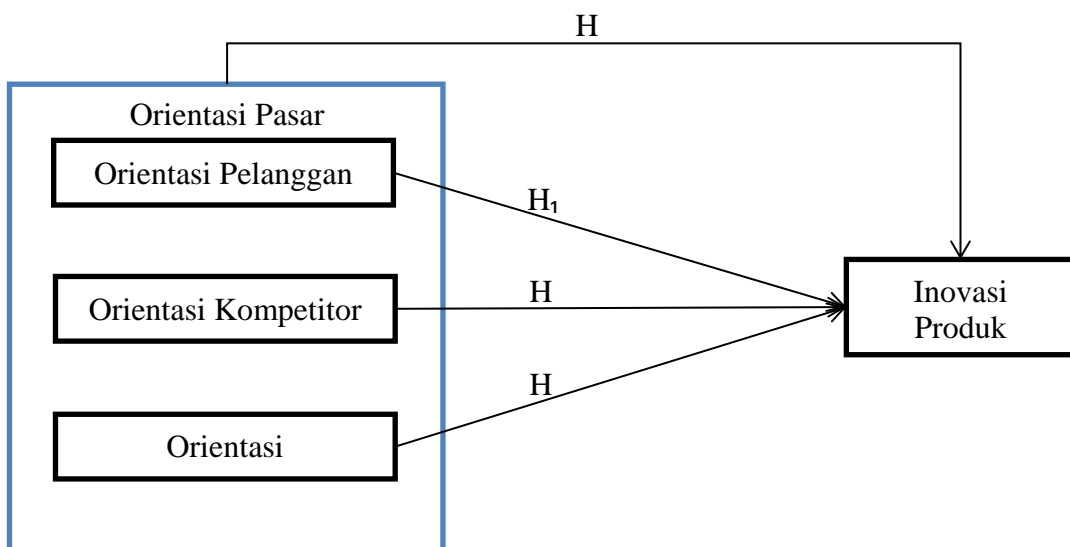 H
Orientasi Pasar
Orientasi Pelanggan
H₁
Orientasi Kompetitor
H
Inovasi
Produk
H
Orientasi